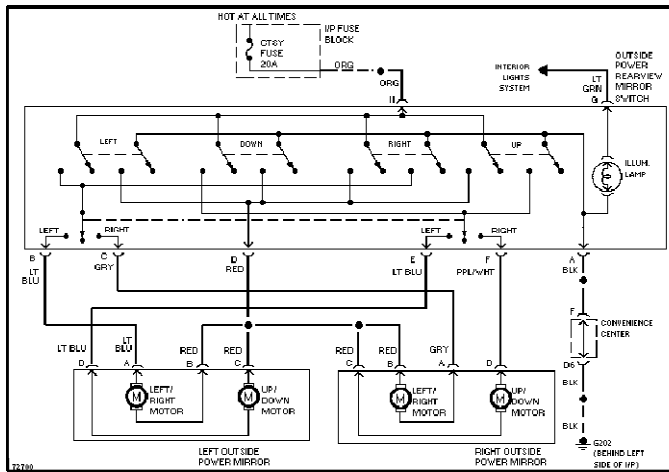 HOT AT ALL TIMES
I/P FUSE
BLOCK
CTSY
FUSE
20A
ORG
ORG
H
INTERIOR
LIGHTS
SYSTEM
LT
GRN
G
OUTSIDE
POWER
REARVIEW
MIRROR
SWITCH
LEFT
DOWN
RIGHT
UP
ILLUM.
LAMP
LEFT
RIGHT
LEFT
RIGHT
B
C
D
E
F
A
LT
BLU
GRY
RED
LT BLU
PPL/WHT
BLK
F
CONVENIENCE
CENTER
D6
BLK
BLK
G202
(BEHIND LEFT
SIDE OF I/P)
LT BLU
LT
BLU
RED
RED
RED
RED
GRY
D
A
B
C
C
B
A
D
M
LEFT/
RIGHT
MOTOR
M
UP/
DOWN
MOTOR
M
LEFT/
RIGHT
MOTOR
M
UP/
DOWN
MOTOR
LEFT OUTSIDE
POWER MIRROR
RIGHT OUTSIDE
POWER MIRROR
72700